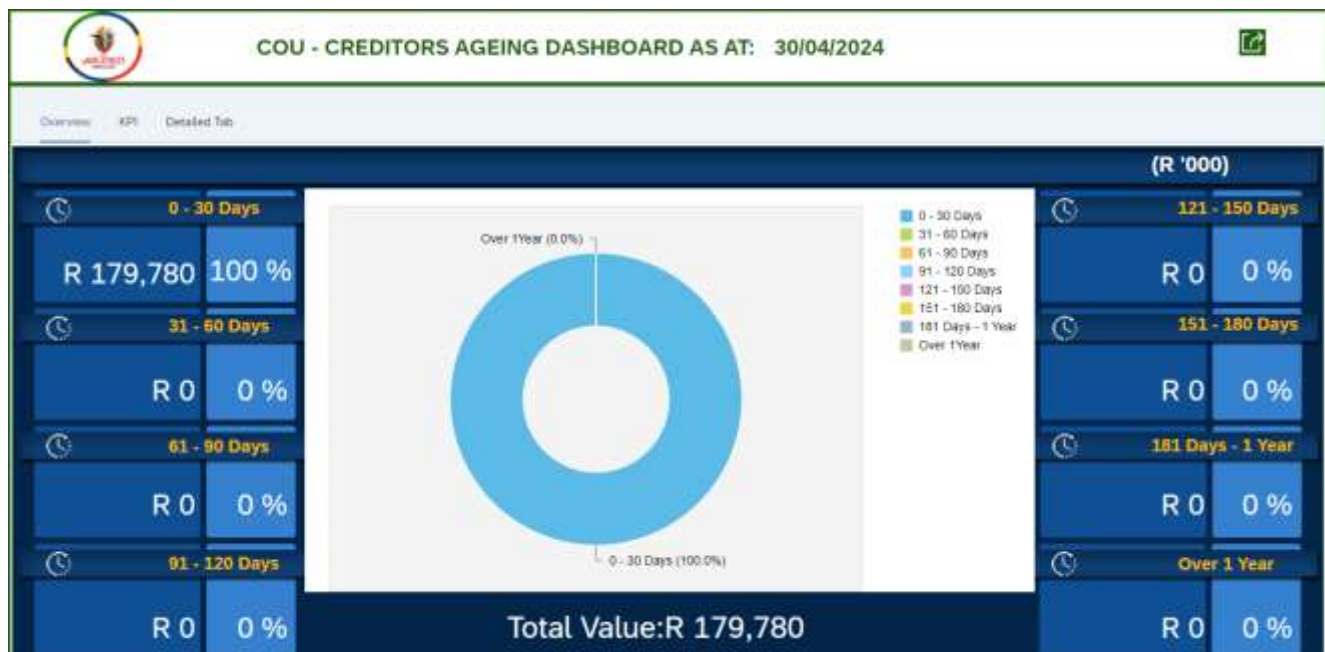 COU - CREDITORS AGEING DASHBOARD AS AT: 30/04/2024
Overview KPI Detailed Tab
(R '000)
0 - 30 Days
R 179,780 100 %
31 - 60 Days
R 0 0 %
61 - 90 Days
R 0 0 %
91 - 120 Days
R 0 0 %
Over 1Year (0.0%)
0 - 30 Days (100.0%)
0 - 30 Days
31 - 60 Days
61 - 90 Days
91 - 120 Days
121 - 150 Days
151 - 180 Days
181 Days - 1 Year
Over 1Year
Total Value:R 179,780
121 - 150 Days
R 0 0 %
151 - 180 Days
R 0 0 %
181 Days - 1 Year
R 0 0 %
Over 1 Year
R 0 0 %